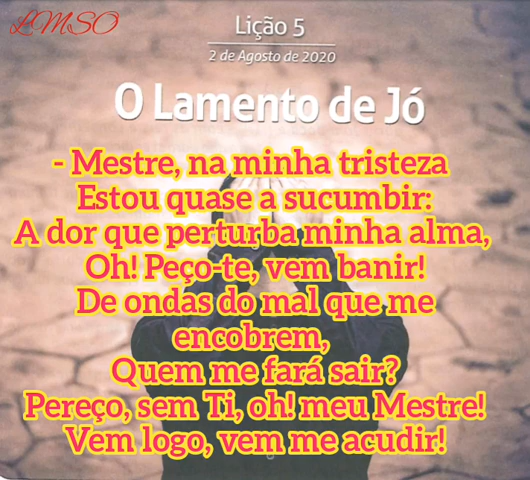 LMSO
Lição 5
2 de Agosto de 2020
O Lamento de Jó
- Mestre, na minha tristeza
Estou quase a sucumbir:
A dor que perturba minha alma,
Oh! Peço-te, vem banir!
De ondas do mal que me
encobrem,
Quem me fará sair?
Pereço, sem Ti, oh! meu Mestre!
Vem logo, vem me acudir!